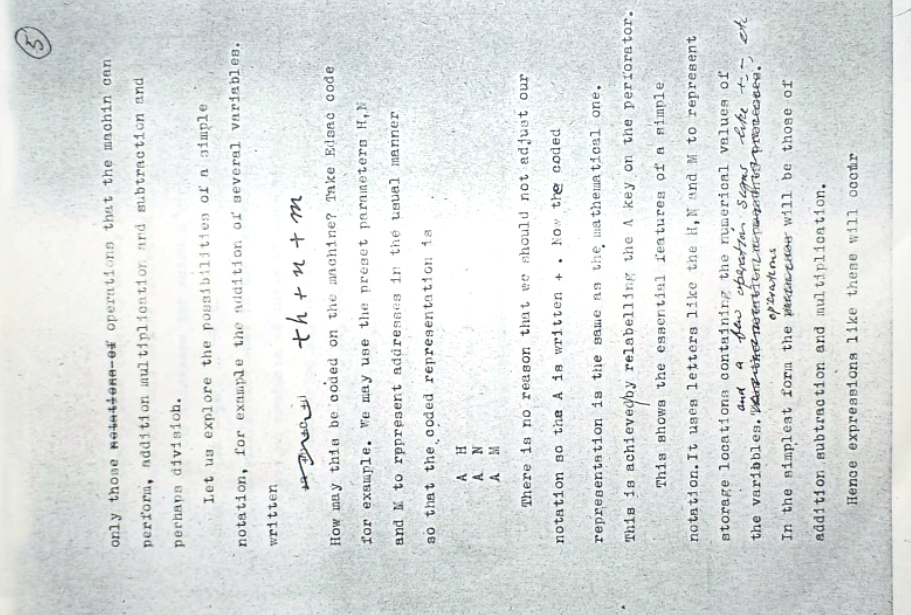 5
only those notations of operations that the machin can
perform, addition multiplication and subtraction and
perhaps division.
Let us explore the possibilities of a simple
notation, for example the addition of several variables.
written
+h + n + m
How may this be coded on the machine? Take Edsac code
for example. We may use the preset parameters H,N
and M to rppresent addresses in the usual manner
so that the coded representation is
A H
A N
A M
There is no reason that we should not adjust our
notation so the A is written + . Now the coded
representation is the same as the mathematical one.
This is achieved by relabelling the A key on the perforator.
This shows the essential features of a simple
notation.It uses letters like the H,N and M to represent
storage locations containing the numerical values of
and a few operation signs like + - etc
the varibbles.
operations
In the simplest form the will be those of
addition subtraction and multiplication.
Hence expressions like these will occur